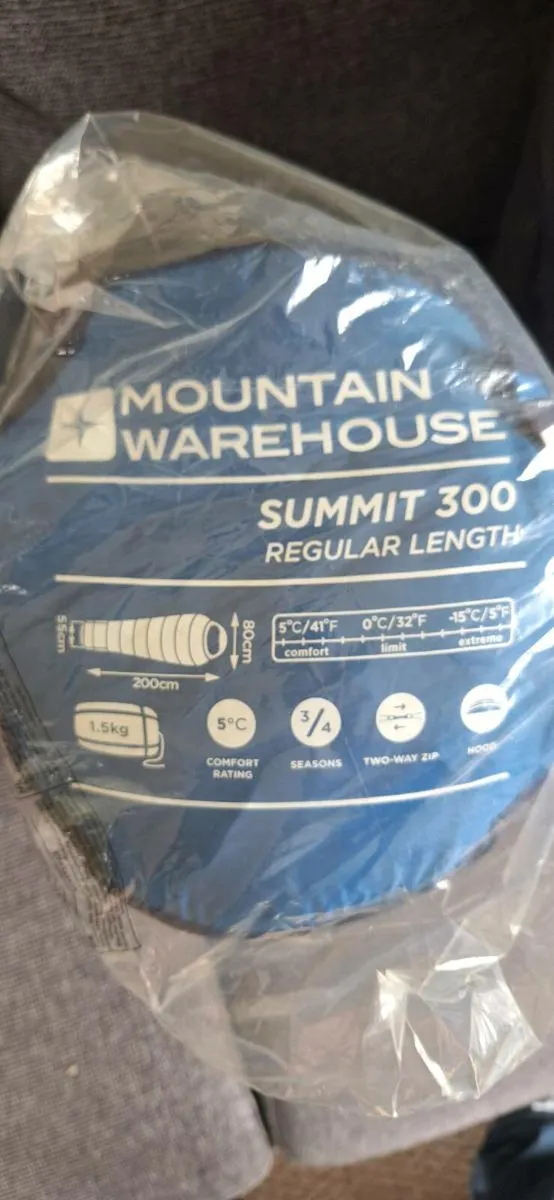 MOUNTAIN
WAREHOUSE
SUMMIT 300
REGULAR LENGTH
55cm
80cm
200cm
5°C/41°F 0°C/32°F -15°C/5°F
comfort limit extreme
1.5kg
5°C
3/4
COMFORT RATING
SEASONS
TWO-WAY ZIP
HOOD